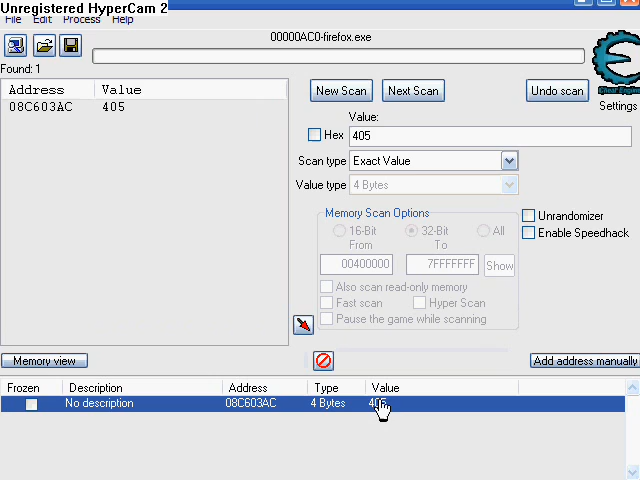 Unregistered HyperCam 2
File Edit Process Help
00000AC0-firefox.exe
Found: 1
Address Value
08C603AC 405
New Scan Next Scan Undo scan
Cheat Engine
Settings
Value:
Hex 405
Scan type Exact Value
Value type 4 Bytes
Memory Scan Options
16-Bit 32-Bit All
From To
00400000 7FFFFFFF Show
Also scan read-only memory
Fast scan Hyper Scan
Pause the game while scanning
Unrandomizer
Enable Speedhack
Memory view Add address manually
Frozen Description Address Type Value
No description 08C603AC 4 Bytes 405